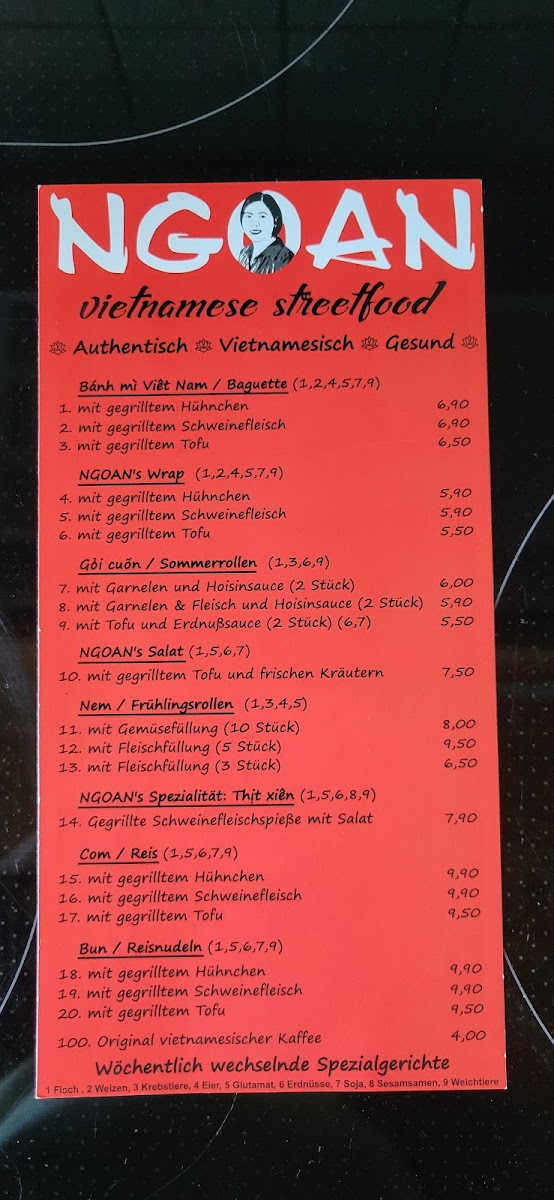 NGOAN
vietnamese streetfood
Authentisch Vietnamesisch Gesund
Bánh mì Viêt Nam / Baguette (1,2,4,5,7,9)
1. mit gegrilltem Hühnchen 6,90
2. mit gegrilltem Schweinefleisch 6,90
3. mit gegrilltem Tofu 6,50
NGOAN's Wrap (1,2,4,5,7,9)
4. mit gegrilltem Hühnchen 5,90
5. mit gegrilltem Schweinefleisch 5,90
6. mit gegrilltem Tofu 5,50
Gỏi cuốn / Sommerrollen (1,3,6,9)
7. mit Garnelen und Hoisinsauce (2 Stück) 6,00
8. mit Garnelen & Fleisch und Hoisinsauce (2 Stück) 5,90
9. mit Tofu und Erdnußsauce (2 Stück) (6,7) 5,50
NGOAN's Salat (1,5,6,7)
10. mit gegrilltem Tofu und frischen Kräutern 7,50
Nem / Frühlingsrollen (1,3,4,5)
11. mit Gemüsefüllung (10 Stück) 8,00
12. mit Fleischfüllung (5 Stück) 9,50
13. mit Fleischfüllung (3 Stück) 6,50
NGOAN's Spezialität: Thịt xiên (1,5,6,8,9)
14. Gegrillte Schweinefleischspieße mit Salat 7,90
Com / Reis (1,5,6,7,9)
15. mit gegrilltem Hühnchen 9,90
16. mit gegrilltem Schweinefleisch 9,90
17. mit gegrilltem Tofu 9,50
Bun / Reisnudeln (1,5,6,7,9)
18. mit gegrilltem Hühnchen 9,90
19. mit gegrilltem Schweinefleisch 9,90
20. mit gegrilltem Tofu 9,50
100. Original vietnamesischer Kaffee 4,00
Wöchentlich wechselnde Spezialgerichte
1 Fisch , 2 Weizen, 3 Krebstiere, 4 Eier, 5 Glutamat, 6 Erdnüsse, 7 Soja, 8 Sesamsamen, 9 Weichtiere